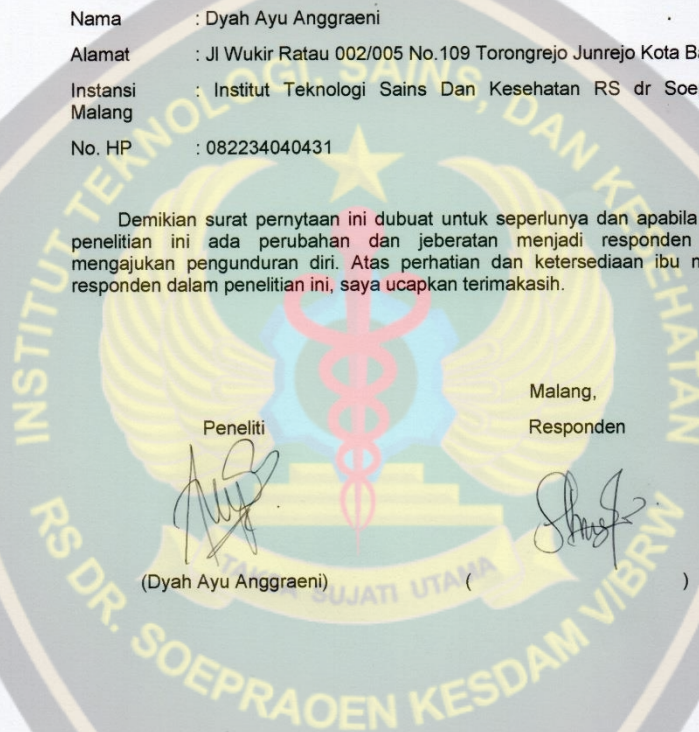 Nama : Dyah Ayu Anggraeni
Alamat : Jl Wukir Ratau 002/005 No.109 Torongrejo Junrejo Kota Ba
Instansi : Institut Teknologi Sains Dan Kesehatan RS dr Soe
Malang
No. HP : 082234040431
Demikian surat pernytaan ini dubuat untuk seperlunya dan apabila
penelitian ini ada perubahan dan jeberatan menjadi responden
mengajukan pengunduran diri. Atas perhatian dan ketersediaan ibu m
responden dalam penelitian ini, saya ucapkan terimakasih.
Malang,
Peneliti Responden
(Dyah Ayu Anggraeni) ( )
INSTITUT TEKNOLOGI, SAINS, DAN KESEHATAN
SUJATI UTAMA
RS DR. SOEPRAOEN KESDAM V/BRW